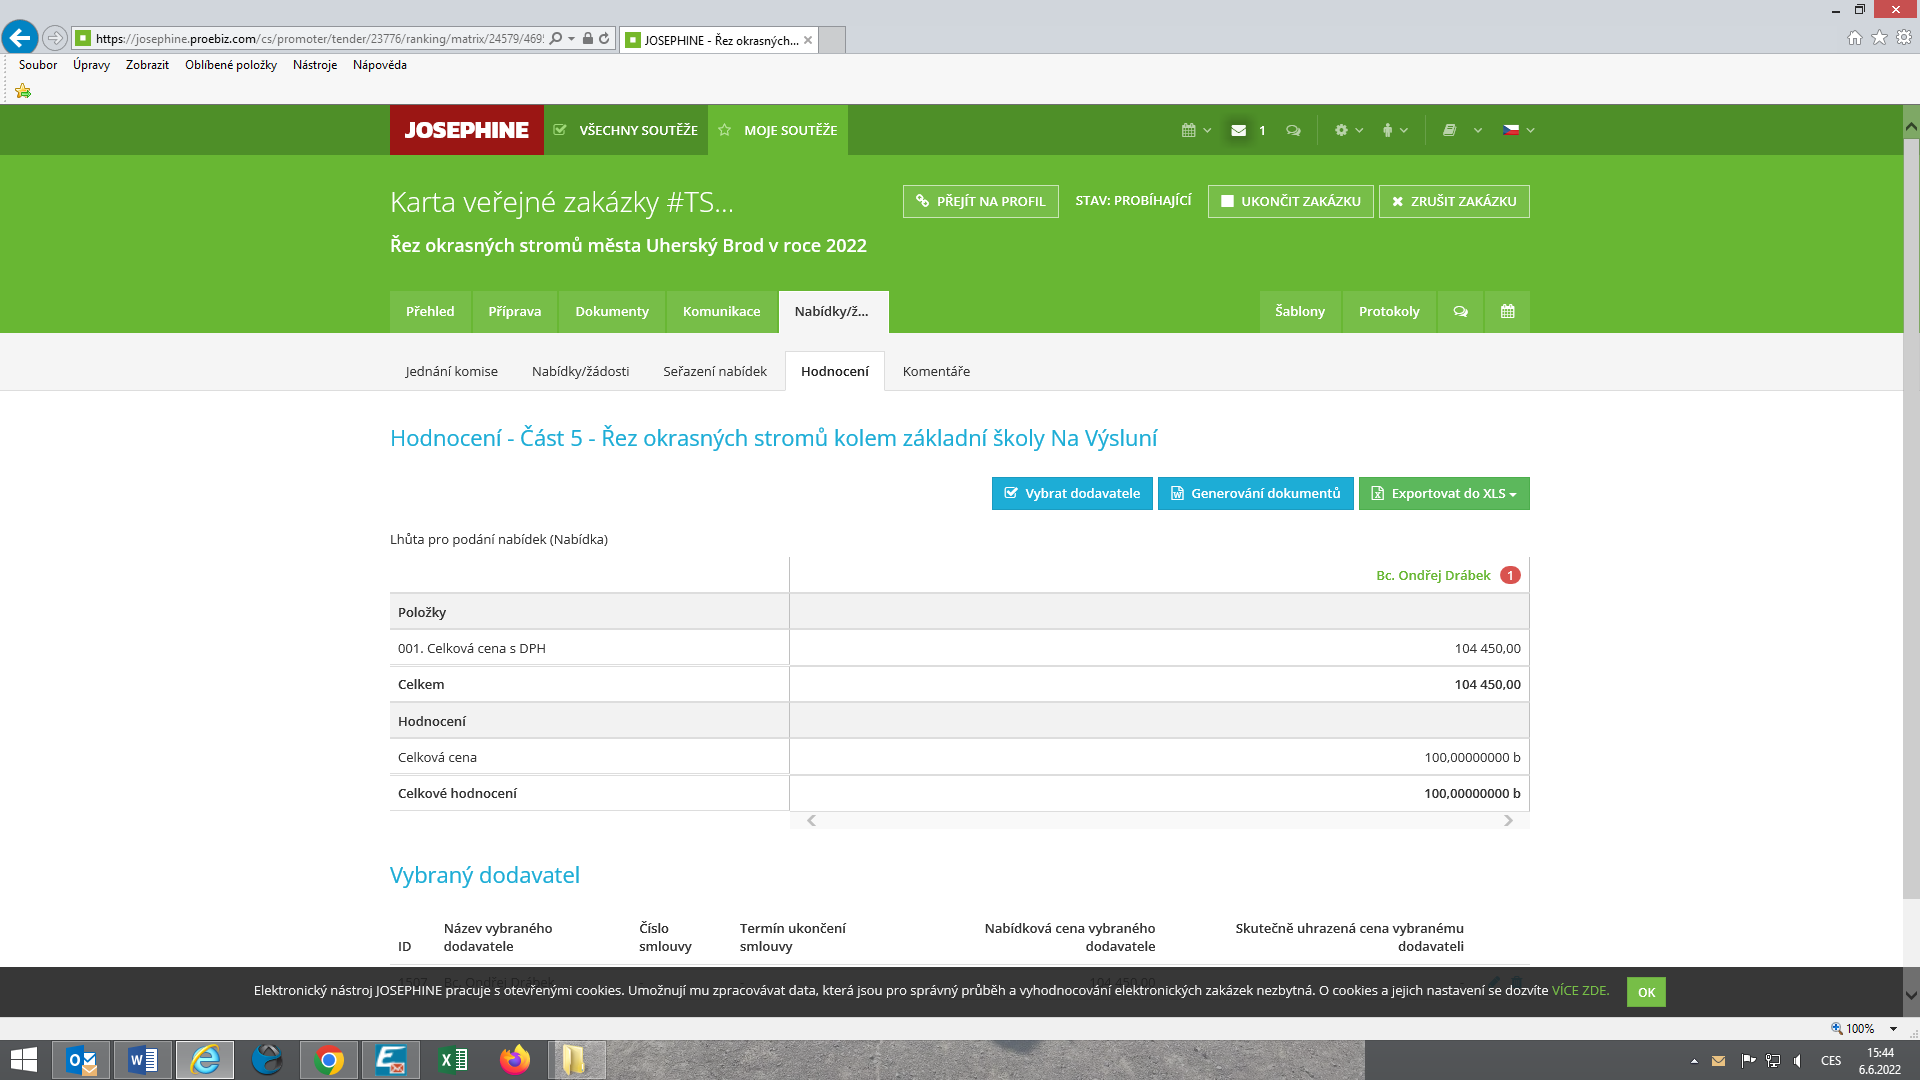 https://josephine.proebiz.com/cs/promoter/tender/23776/ranking/matrix/24579/469
JOSEPHINE - Řez okrasných...
Soubor Úpravy Zobrazit Oblíbené položky Nástroje Nápověda
JOSEPHINE VŠECHNY SOUTĚŽE MOJE SOUTĚŽE 1
Karta veřejné zakázky #TS... PŘEJÍT NA PROFIL STAV: PROBÍHAJÍCÍ UKONČIT ZAKÁZKU ZRUŠIT ZAKÁZKU
Řez okrasných stromů města Uherský Brod v roce 2022
Přehled Příprava Dokumenty Komunikace Nabídky/ž... Šablony Protokoly
Jednání komise Nabídky/žádosti Seřazení nabídek Hodnocení Komentáře
Hodnocení - Část 5 - Řez okrasných stromů kolem základní školy Na Výsluní
Vybrat dodavatele Generování dokumentů Exportovat do XLS
Lhůta pro podání nabídek (Nabídka)
Bc. Ondřej Drábek 1
Položky
001. Celková cena s DPH 104 450,00
Celkem 104 450,00
Hodnocení
Celková cena 100,00000000 b
Celkové hodnocení 100,00000000 b
Vybraný dodavatel
ID Název vybraného dodavatele Číslo smlouvy Termín ukončení smlouvy Nabídková cena vybraného dodavatele Skutečně uhrazená cena vybranému dodavateli
Elektronický nástroj JOSEPHINE pracuje s otevřenými cookies. Umožnují mu zpracovávat data, která jsou pro správný průběh a vyhodnocování elektronických zakázek nezbytná. O cookies a jejich nastavení se dozvíte VÍCE ZDE. OK
100%
CES 15:44
6.6.2022